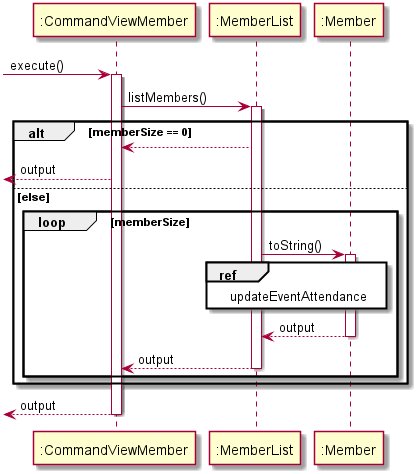 :CommandViewMember
:MemberList
:Member
execute()
listMembers()
alt
[memberSize == 0]
output
[else]
loop
[memberSize]
toString()
ref
updateEventAttendance
output
output
output
:CommandViewMember
:MemberList
:Member